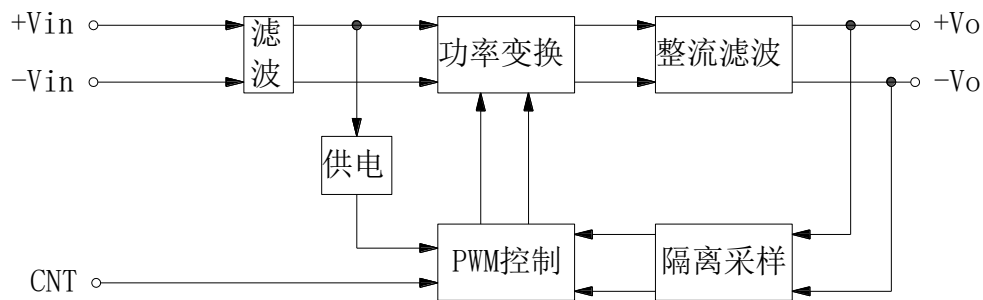 +Vin
滤波
功率变换
整流滤波
+Vo
-Vin
-Vo
供电
PWM控制
隔离采样
CNT